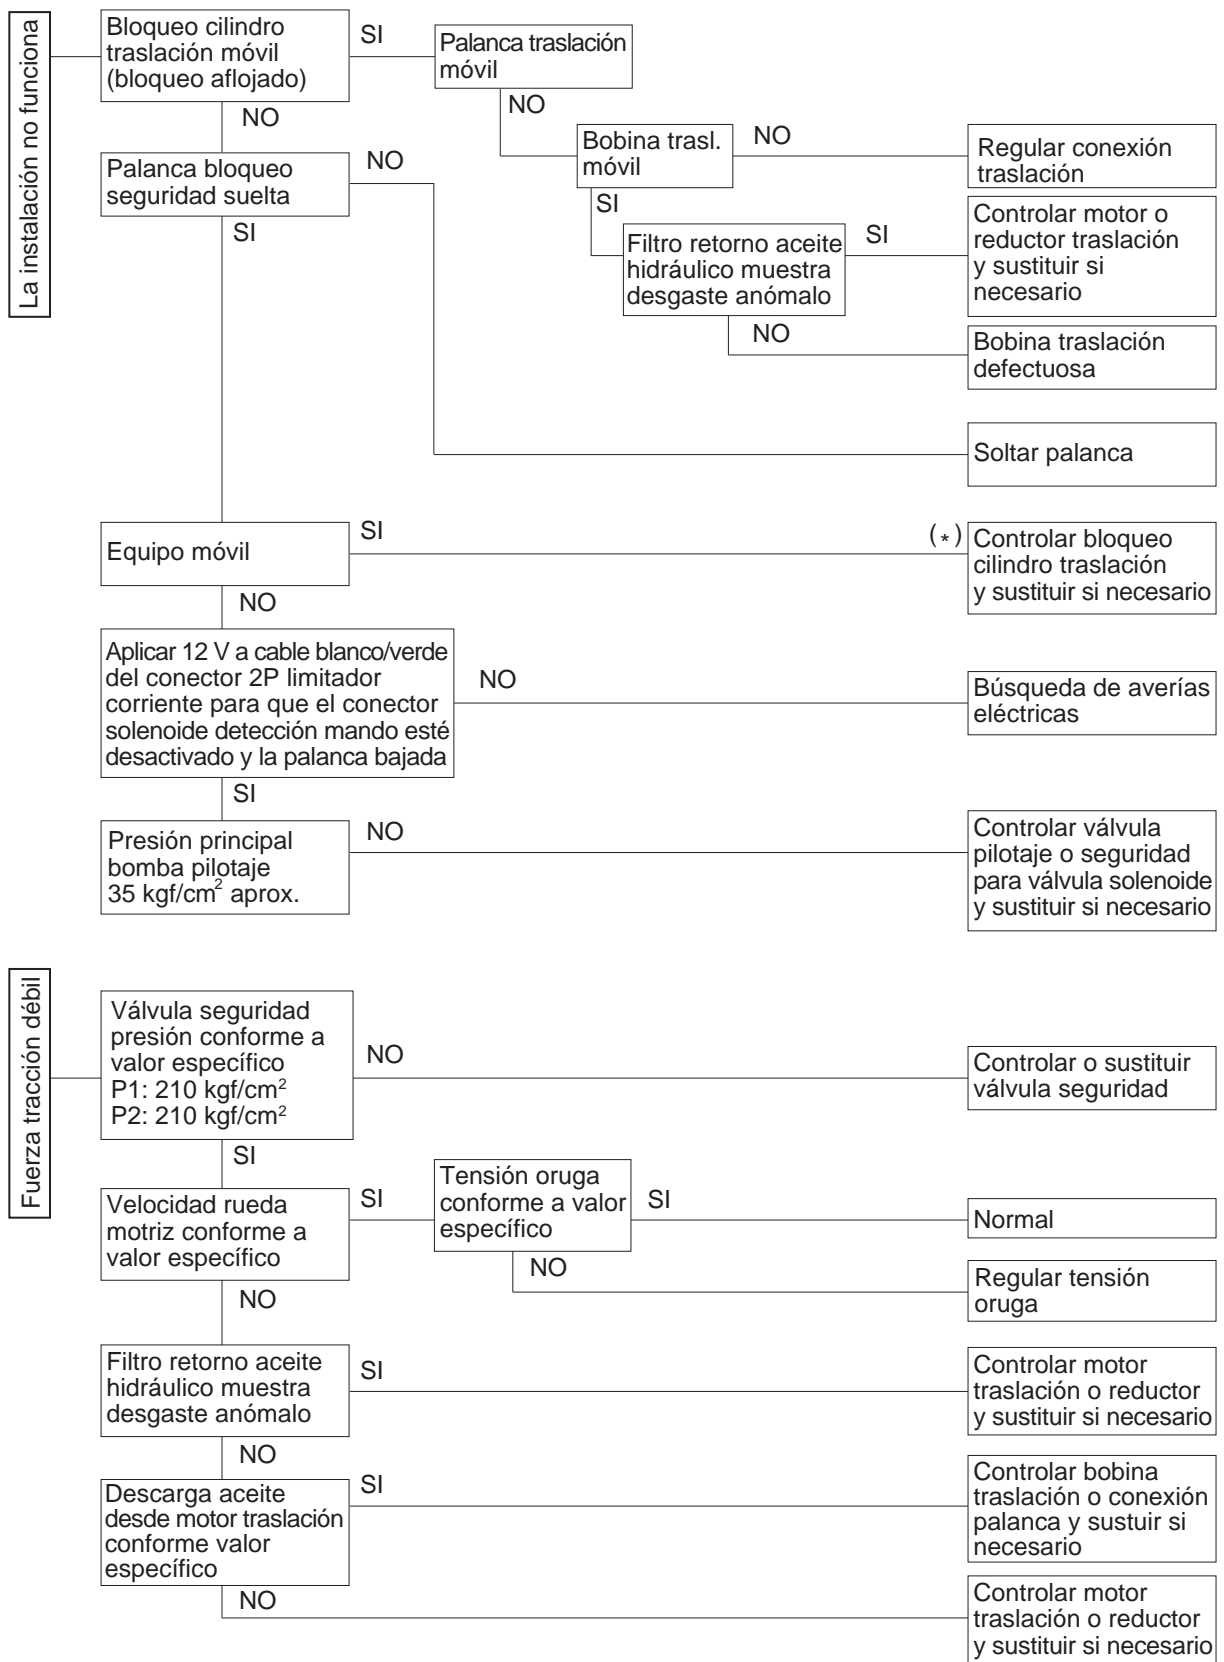 La instalación no funciona
Bloqueo cilindro
traslación móvil
(bloqueo aflojado)
SI
Palanca traslación
móvil
NO
NO
Bobina trasl.
móvil
NO
Regular conexión
traslación
Palanca bloqueo
seguridad suelta
NO
SI
SI
Filtro retorno aceite
hidráulico muestra
desgaste anómalo
SI
Controlar motor o
reductor traslación
y sustituir si
necesario
NO
Bobina traslación
defectuosa
Soltar palanca
Equipo móvil
SI
(*)
Controlar bloqueo
cilindro traslación
y sustituir si necesario
NO
Aplicar 12 V a cable blanco/verde
del conector 2P limitador
corriente para que el conector
solenoide detección mando esté
desactivado y la palanca bajada
NO
Búsqueda de averías
eléctricas
SI
Presión principal
bomba pilotaje
35 kgf/cm² aprox.
NO
Controlar válvula
pilotaje o seguridad
para válvula solenoide
y sustituir si necesario
Fuerza tracción débil
Válvula seguridad
presión conforme a
valor específico
P1: 210 kgf/cm²
P2: 210 kgf/cm²
NO
Controlar o sustituir
válvula seguridad
SI
Velocidad rueda
motriz conforme a
valor específico
SI
Tensión oruga
conforme a valor
específico
SI
Normal
NO
Regular tensión
oruga
NO
Filtro retorno aceite
hidráulico muestra
desgaste anómalo
SI
Controlar motor
traslación o reductor
y sustituir si necesario
NO
Descarga aceite
desde motor traslación
conforme valor
específico
SI
Controlar bobina
traslación o conexión
palanca y sustuir si
necesario
NO
Controlar motor
traslación o reductor
y sustituir si necesario